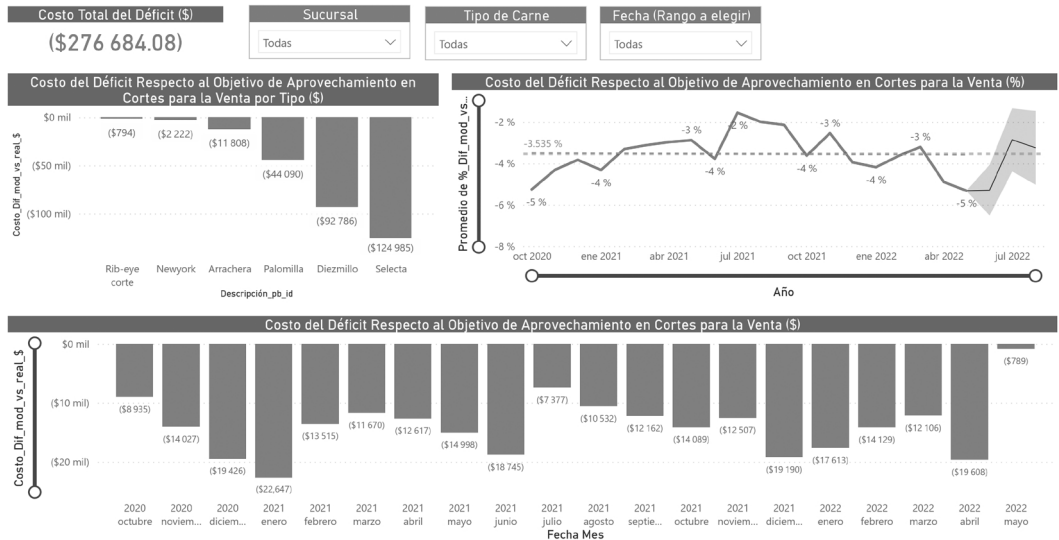 Costo Total del Déficit ($)
($276 684.08)
Sucursal
Todas
Tipo de Carne
Todas
Fecha (Rango a elegir)
Todas
Costo del Déficit Respecto al Objetivo de Aprovechamiento en
Cortes para la Venta por Tipo ($)
Costo_Dif_mod_vs_real_$
$0 mil
($50 mil)
($100 mil)
($794)
($2 222)
($11 808)
($44 090)
($92 786)
($124 985)
Rib-eye
corte
Newyork
Arrachera
Palomilla
Diezmillo
Selecta
Descripción_pb_id
Costo del Déficit Respecto al Objetivo de Aprovechamiento en Cortes para la Venta (%)
Promedio de %_Dif_mod_vs...
-2 %
-4 %
-6 %
-8 %
-3.535 %
-5 %
-4 %
-3 %
-4 %
-2 %
-4 %
-3 %
-4 %
-3 %
-5 %
oct 2020
ene 2021
abr 2021
jul 2021
oct 2021
ene 2022
abr 2022
jul 2022
Año
Costo del Déficit Respecto al Objetivo de Aprovechamiento en Cortes para la Venta ($)
Costo_Dif_mod_vs_real_$
$0 mil
($10 mil)
($20 mil)
($8 935)
($14 027)
($19 426)
($22,647)
($13 515)
($11 670)
($12 617)
($14 998)
($18 745)
($7 377)
($10 532)
($12 162)
($14 089)
($12 507)
($19 190)
($17 613)
($14 129)
($12 106)
($19 608)
($789)
2020 2020 2020 2021 2021 2021 2021 2021 2021 2021 2021 2021 2021 2021 2021 2022 2022 2022 2022 2022
octubre noviem... diciem... enero febrero marzo abril mayo junio julio agosto septie... octubre noviem... diciem... enero febrero marzo abril mayo
Fecha Mes